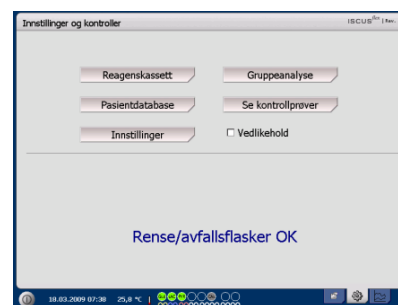 Innstillinger og kontroller
ISCUSflex
Reagenskassett
Gruppeanalyse
Pasientdatabase
Se kontrollprøver
Innstillinger
Vedlikehold
Rense/avfallsflasker OK
18.03.2009 07:38 25,8 °C